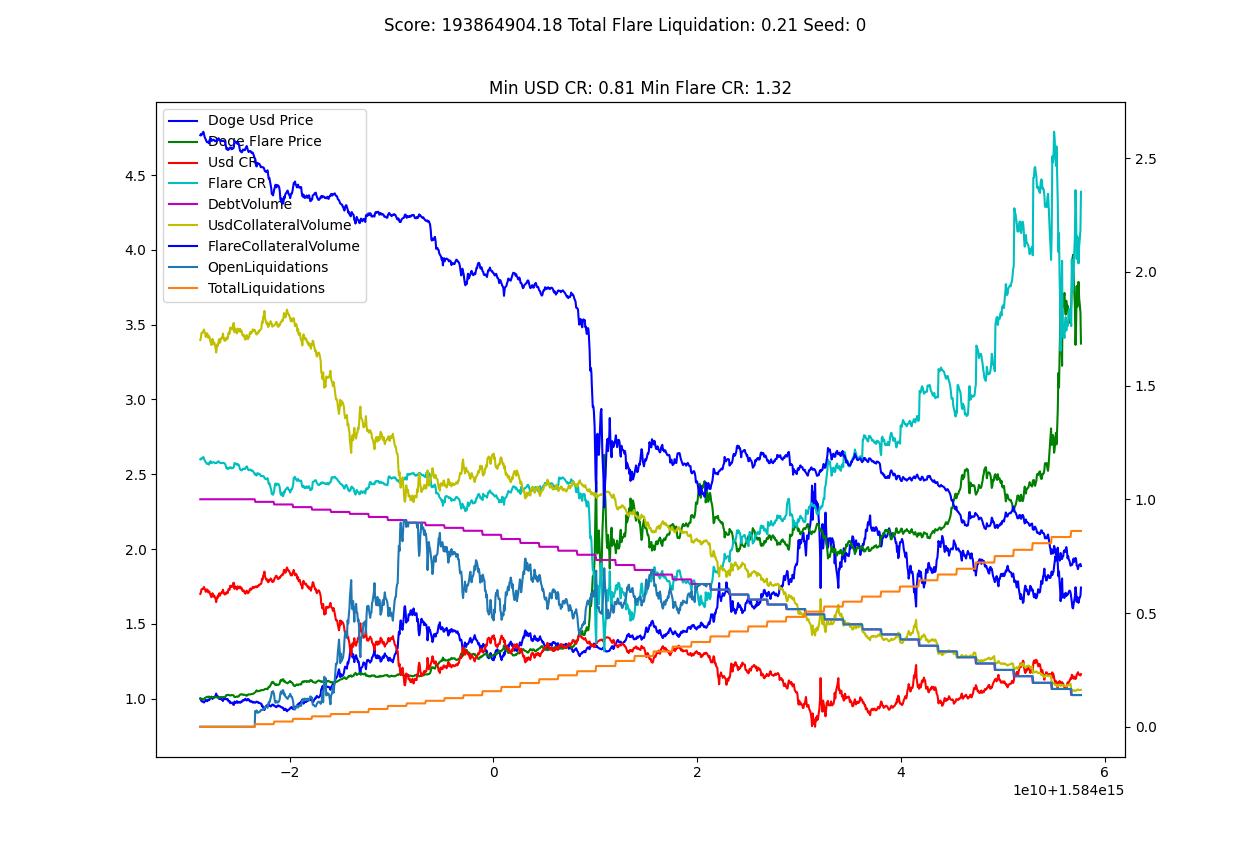 Score: 193864904.18 Total Flare Liquidation: 0.21 Seed: 0
Min USD CR: 0.81 Min Flare CR: 1.32
Doge Usd Price
Doge Flare Price
Usd CR
Flare CR
DebtVolume
UsdCollateralVolume
FlareCollateralVolume
OpenLiquidations
TotalLiquidations
4.5
4.0
3.5
3.0
2.5
2.0
1.5
1.0
2.5
2.0
1.5
1.0
0.5
0.0
−2
0
2
4
6
1e10+1.584e15